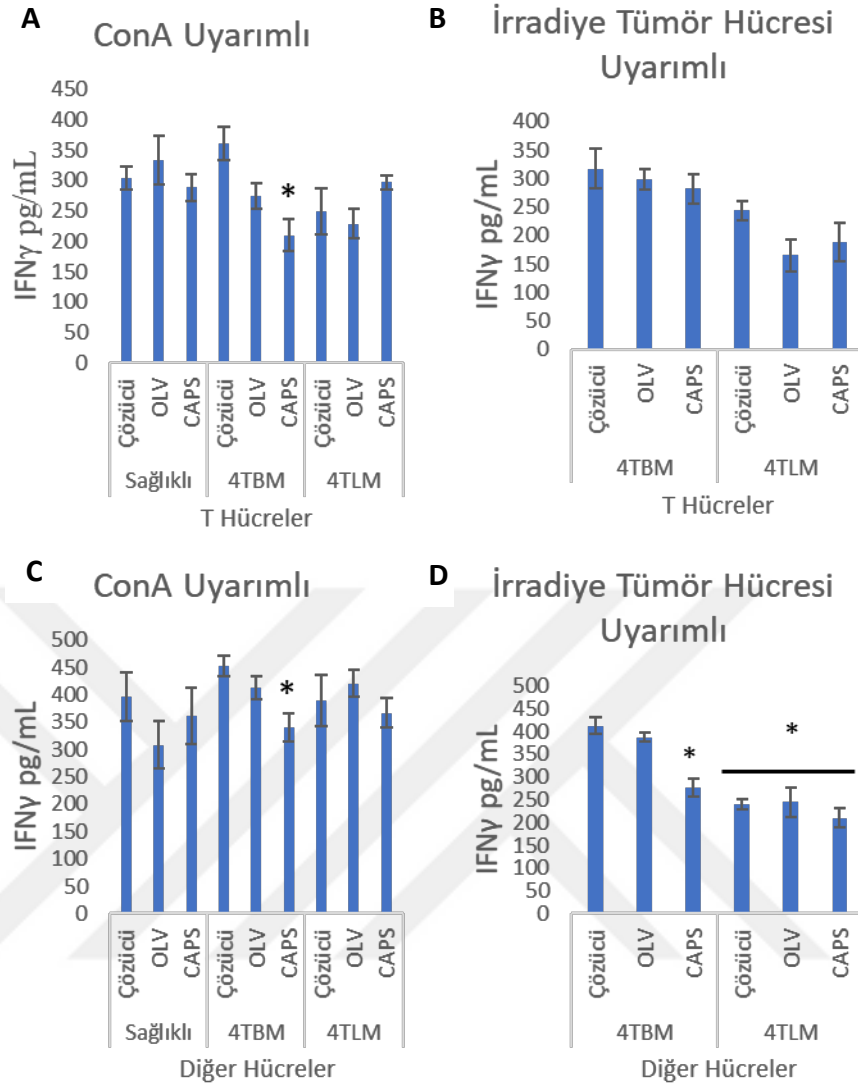 A
ConA Uyarımlı
450
400
350
300
250
200
150
100
50
0
IFNγ pg/mL
*
Çözücü OLV CAPS Çözücü OLV CAPS Çözücü OLV CAPS
Sağlıklı 4TBM 4TLM
T Hücreler
B
İrradiye Tümör Hücresi
Uyarımlı
400
350
300
250
200
150
100
50
0
IFNγ pg/mL
Çözücü OLV CAPS Çözücü OLV CAPS
4TBM 4TLM
T Hücreler
C
ConA Uyarımlı
500
450
400
350
300
250
200
150
100
50
0
IFNγ pg/mL
*
Çözücü OLV CAPS Çözücü OLV CAPS Çözücü OLV CAPS
Sağlıklı 4TBM 4TLM
Diğer Hücreler
D
İrradiye Tümör Hücresi
Uyarımlı
500
450
400
350
300
250
200
150
100
50
0
IFNγ pg/mL
* *
Çözücü OLV CAPS Çözücü OLV CAPS
4TBM 4TLM
Diğer Hücreler